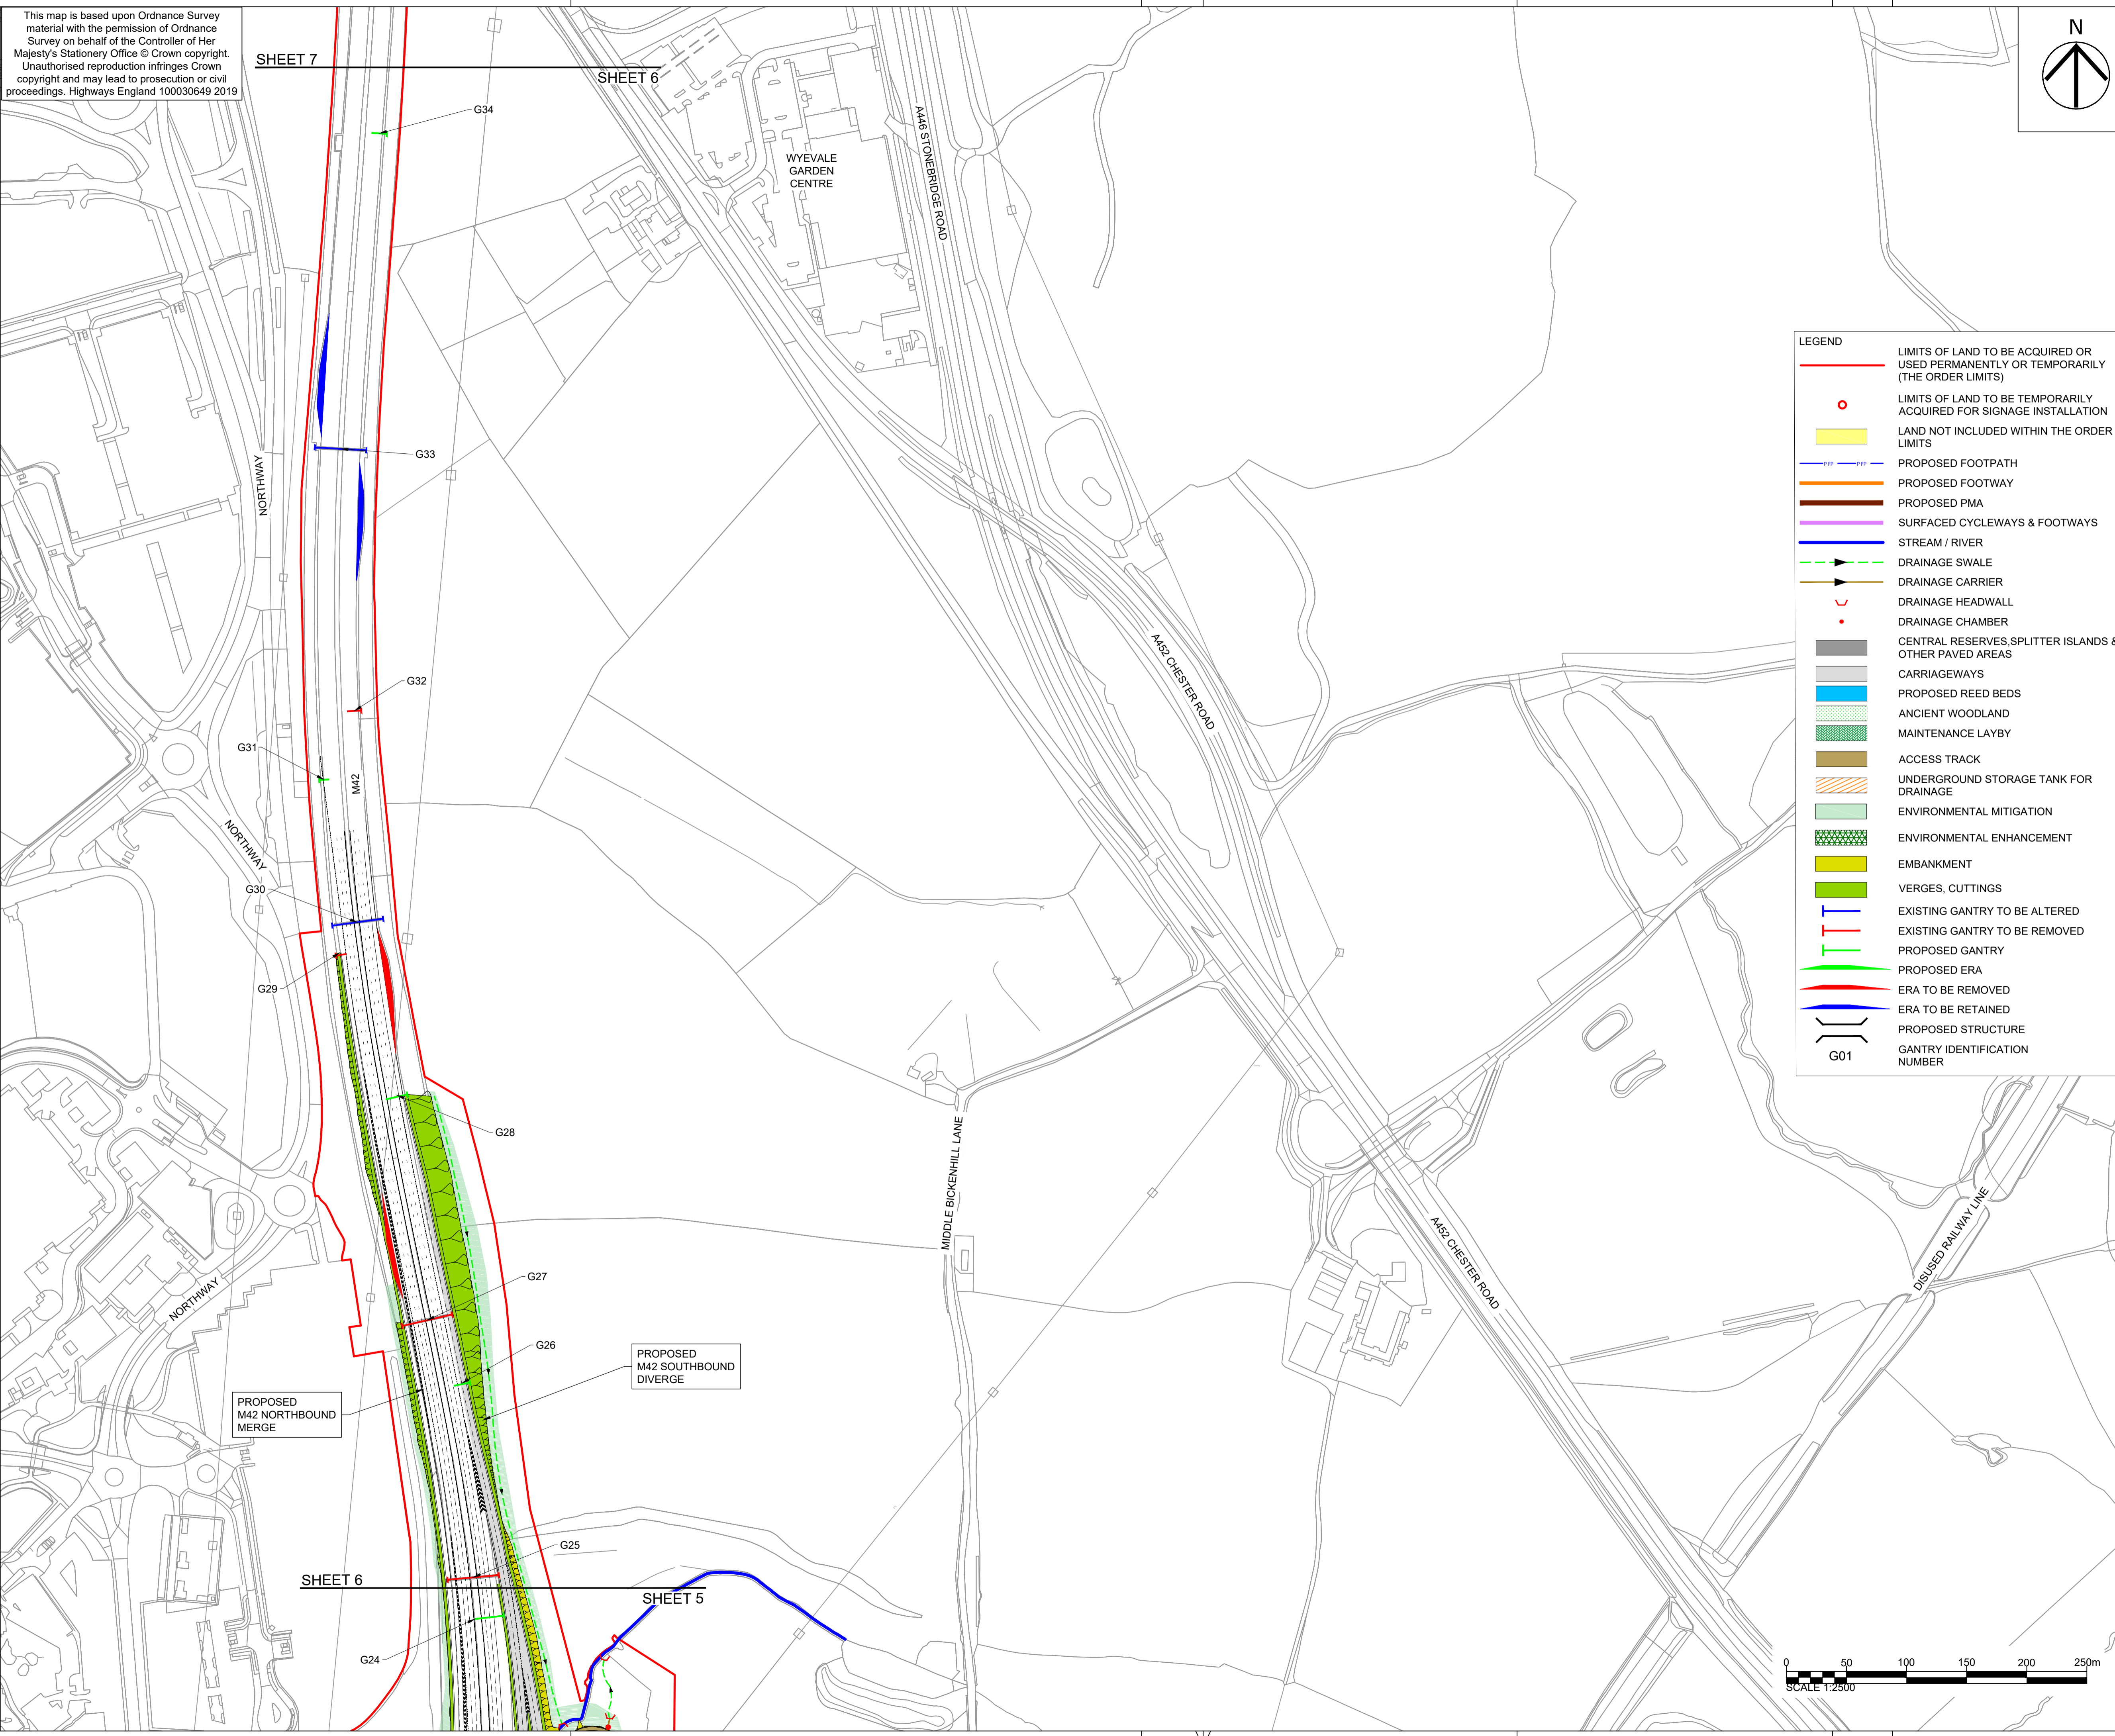 This map is based upon Ordnance Survey
material with the permission of Ordnance
Survey on behalf of the Controller of Her
Majesty's Stationery Office © Crown copyright.
Unauthorised reproduction infringes Crown
copyright and may lead to prosecution or civil
proceedings. Highways England 100030649 2019
SHEET 7
SHEET 6
N
G34
WYEVALE
GARDEN
CENTRE
A446 STONEBRIDGE ROAD
G33
NORTHWAY
A452 CHESTER ROAD
G32
G31
M42
NORTHWAY
G30
G29
G28
MIDDLE BICKENHILL LANE
A452 CHESTER ROAD
DISUSED RAILWAY LINE
G27
NORTHWAY
G26
PROPOSED
M42 SOUTHBOUND
DIVERGE
PROPOSED
M42 NORTHBOUND
MERGE
G25
SHEET 6
SHEET 5
G24
LEGEND
LIMITS OF LAND TO BE ACQUIRED OR
USED PERMANENTLY OR TEMPORARILY
(THE ORDER LIMITS)
LIMITS OF LAND TO BE TEMPORARILY
ACQUIRED FOR SIGNAGE INSTALLATION
LAND NOT INCLUDED WITHIN THE ORDER
LIMITS
PFP PFP PROPOSED FOOTPATH
PROPOSED FOOTWAY
PROPOSED PMA
SURFACED CYCLEWAYS & FOOTWAYS
STREAM / RIVER
DRAINAGE SWALE
DRAINAGE CARRIER
DRAINAGE HEADWALL
DRAINAGE CHAMBER
CENTRAL RESERVES,SPLITTER ISLANDS &
OTHER PAVED AREAS
CARRIAGEWAYS
PROPOSED REED BEDS
ANCIENT WOODLAND
MAINTENANCE LAYBY
ACCESS TRACK
UNDERGROUND STORAGE TANK FOR
DRAINAGE
ENVIRONMENTAL MITIGATION
ENVIRONMENTAL ENHANCEMENT
EMBANKMENT
VERGES, CUTTINGS
EXISTING GANTRY TO BE ALTERED
EXISTING GANTRY TO BE REMOVED
PROPOSED GANTRY
PROPOSED ERA
ERA TO BE REMOVED
ERA TO BE RETAINED
PROPOSED STRUCTURE
G01 GANTRY IDENTIFICATION
NUMBER
0 50 100 150 200 250m
SCALE 1:2500